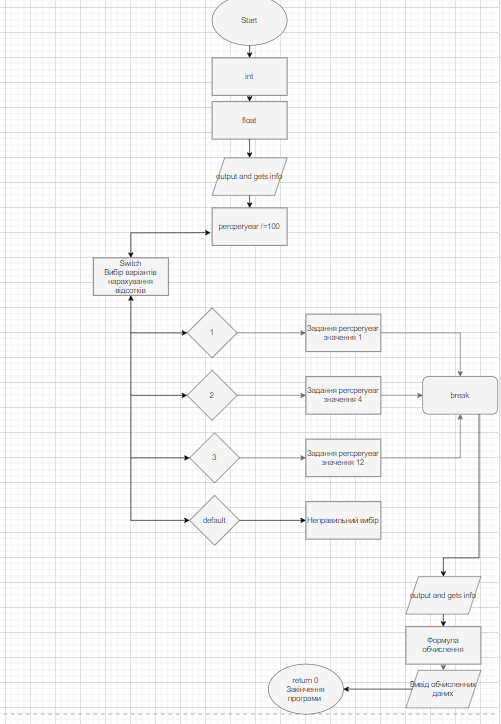 Start
int
float
output and gets info
percperyear /=100
Switch
Вибір варіантів
нарахування
відсотків
1
Задання percperyear
значення 1
2
Задання percperyear
значення 4
break
3
Задання percperyear
значення 12
default
Неправильний вибір
output and gets info
Формула
обчислення
Вивід обчисленних
даних
return 0
Закінчення
програми